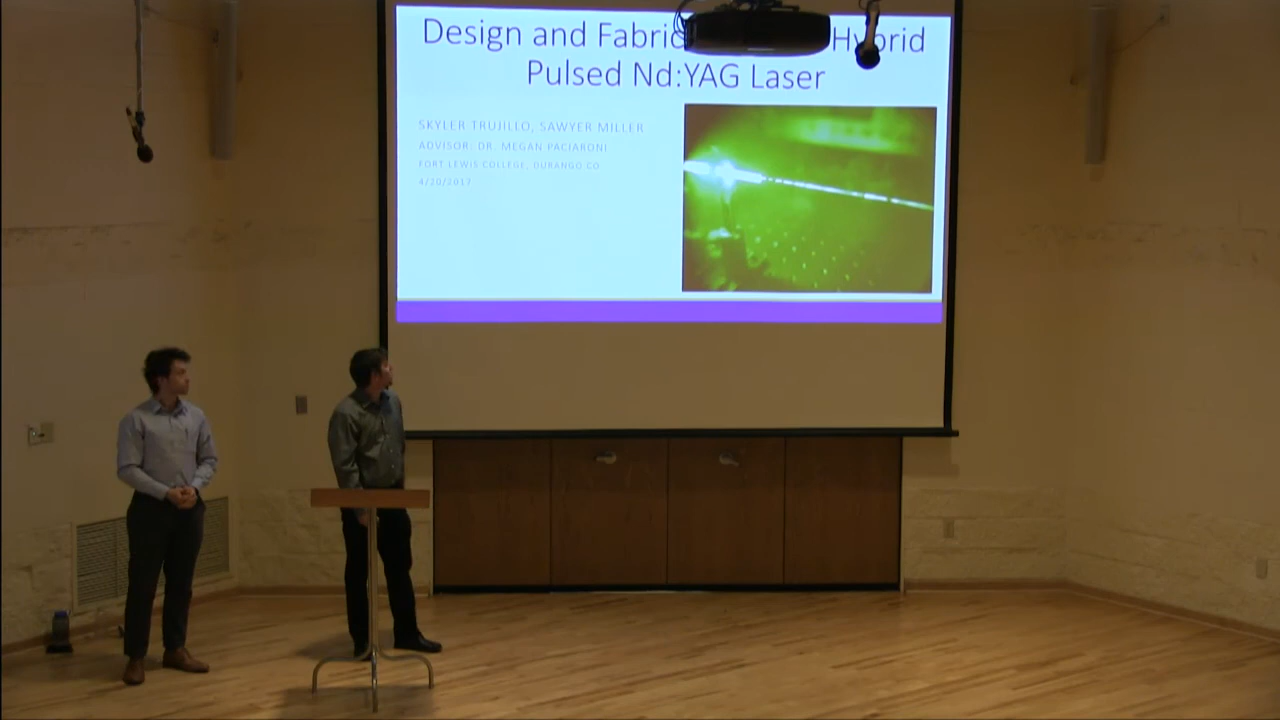 Design and Fabric Hybrid
Pulsed Nd:YAG Laser
SKYLER TRUJILLO, SAWYER MILLER
ADVISOR: DR. MEGAN PACIARONI
FORT LEWIS COLLEGE, DURANGO CO
4/20/2017